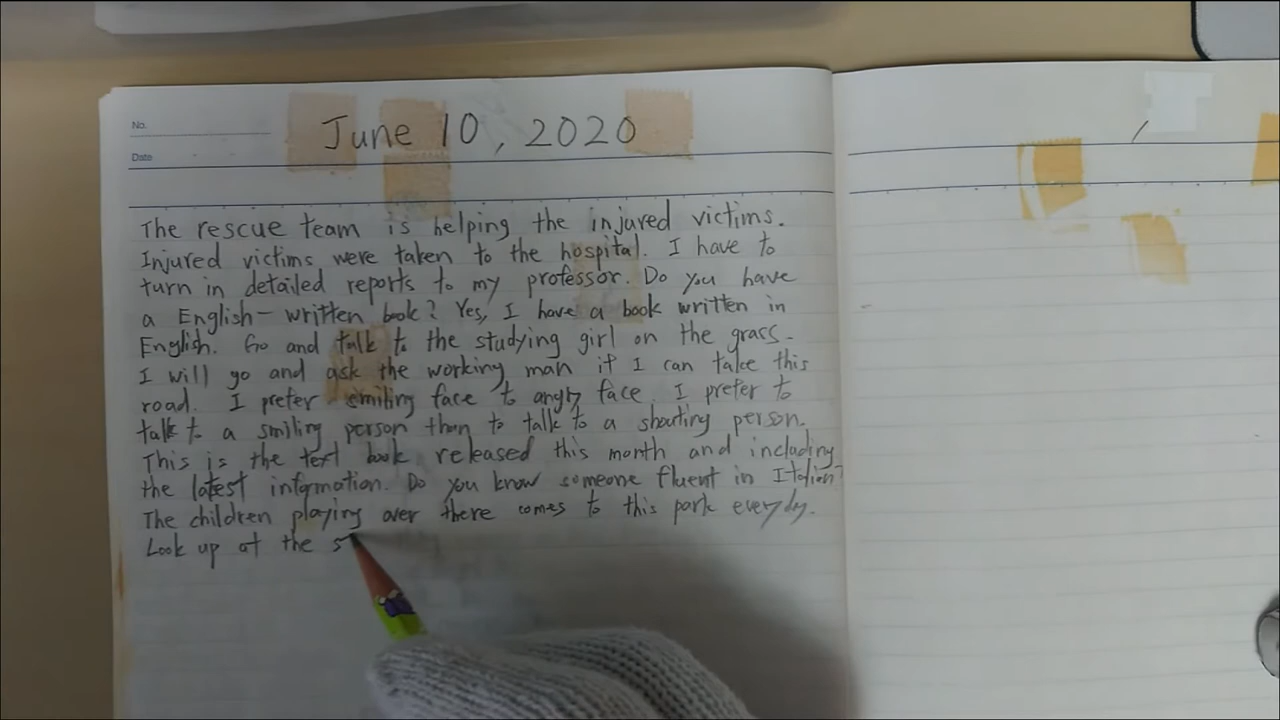 No.
June 10, 2020
Date
The rescue team is helping the injured victims.
Injured victims were taken to the hospital. I have to
turn in detailed reports to my professor. Do you have
a English-written book? Yes, I have a book written in
English. Go and talk to the studying girl on the grass.
I will go and ask the working man if I can take this
road. I prefer smiling face to angry face. I prefer to
talk to a smiling person than to talk to a shouting person.
This is the text book released this month and including
the latest information. Do you know someone fluent in Italian?
The children playing over there comes to this park everyday.
Look up at the s